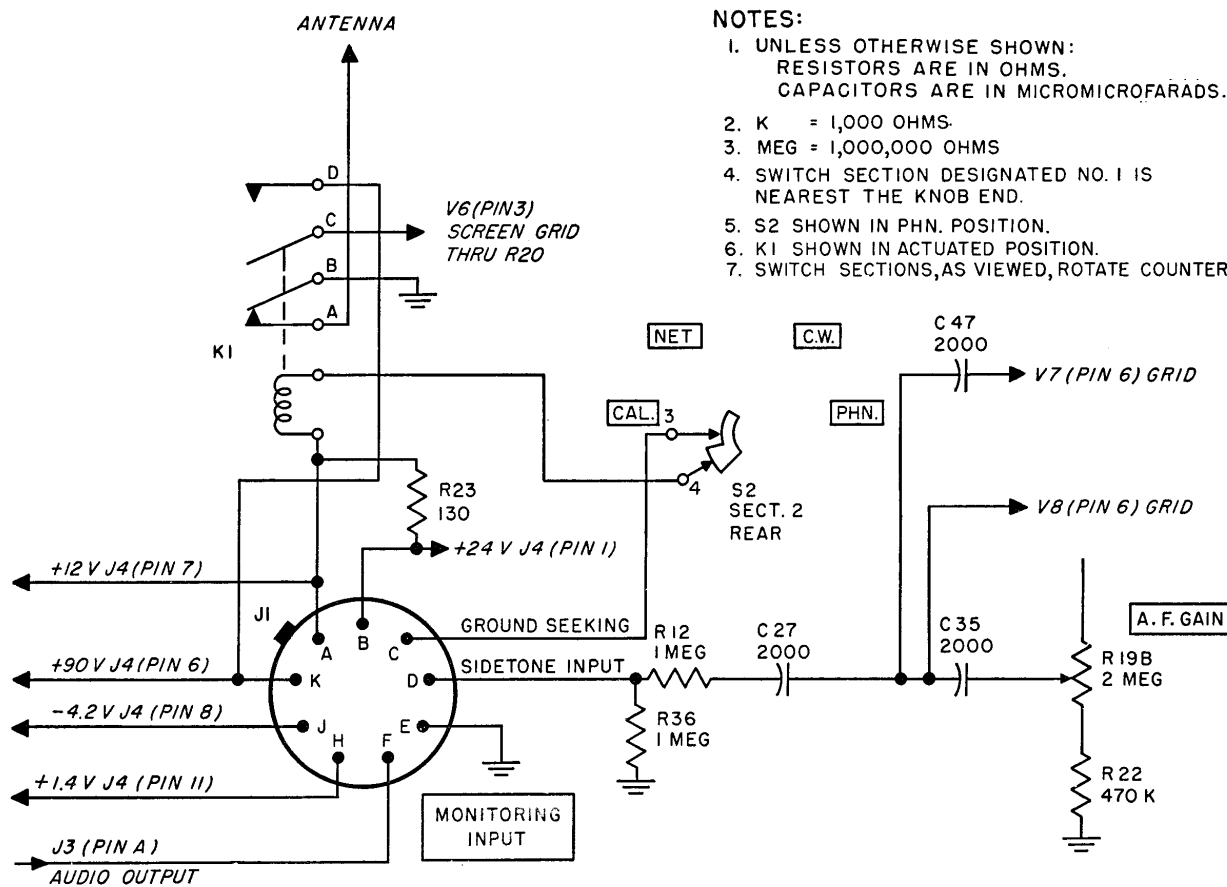 ANTENNA
NOTES:
1. UNLESS OTHERWISE SHOWN:
RESISTORS ARE IN OHMS.
CAPACITORS ARE IN MICROMICROFARADS.
2. K = 1,000 OHMS.
3. MEG = 1,000,000 OHMS
4. SWITCH SECTION DESIGNATED NO. 1 IS
NEAREST THE KNOB END.
5. S2 SHOWN IN PHN. POSITION.
6. K1 SHOWN IN ACTUATED POSITION.
7. SWITCH SECTIONS, AS VIEWED, ROTATE COUNTER
D
C
B
A
K1
V6 (PIN3)
SCREEN GRID
THRU R20
NET
C.W.
CAL.
PHN.
3
4
S2
SECT. 2
REAR
C47
2000
V7 (PIN 6) GRID
V8 (PIN 6) GRID
R23
130
+24 V J4 (PIN 1)
+12 V J4 (PIN 7)
J1
A
B
C
GROUND SEEKING
+90 V J4 (PIN 6)
K
D
SIDETONE INPUT
R12
1 MEG
C27
2000
C35
2000
A.F. GAIN
R19B
2 MEG
-4.2 V J4 (PIN 8)
J
H
F
E
R36
1 MEG
+1.4 V J4 (PIN 11)
R22
470 K
MONITORING
INPUT
J3 (PIN A)
AUDIO OUTPUT